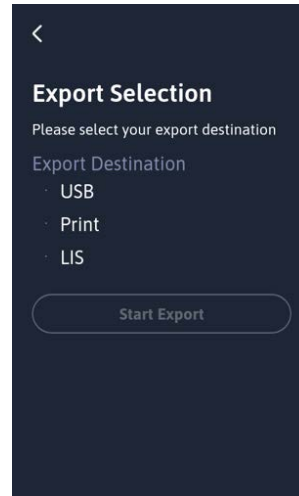 Export Selection
Please select your export destination
Export Destination
USB
Print
LIS
Start Export